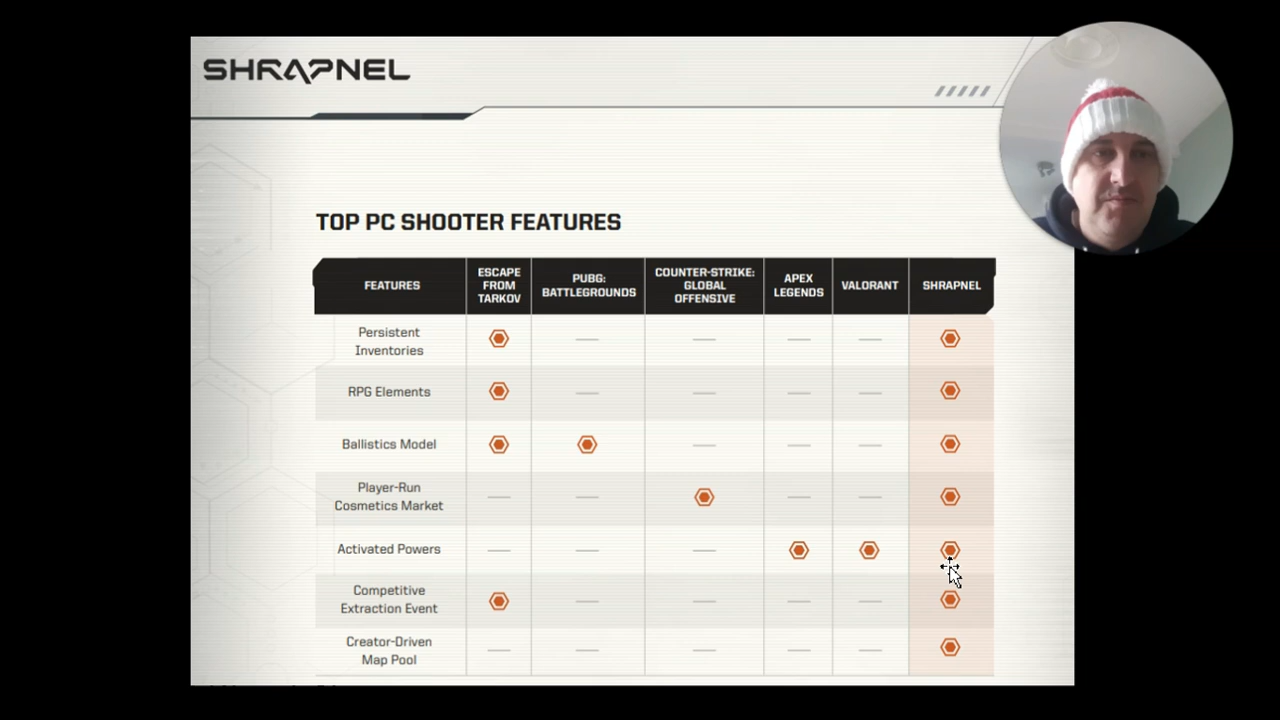 SHRAPNEL
TOP PC SHOOTER FEATURES
FEATURES
ESCAPE
FROM
TARKOV
PUBG:
BATTLEGROUNDS
COUNTER-STRIKE:
GLOBAL
OFFENSIVE
APEX
LEGENDS
VALORANT
SHRAPNEL
Persistent
Inventories
RPG Elements
Ballistics Model
Player-Run
Cosmetics Market
Activated Powers
Competitive
Extraction Event
Creator-Driven
Map Pool